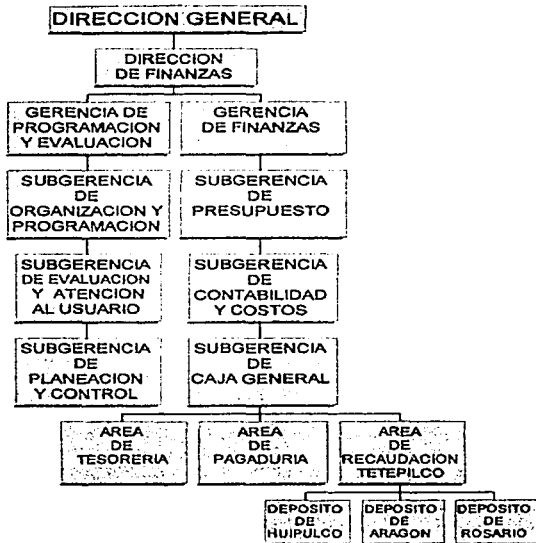 DIRECCION GENERAL
DIRECCION
DE FINANZAS
GERENCIA DE
PROGRAMACION
Y EVALUACION
GERENCIA
DE FINANZAS
SUBGERENCIA
DE
ORGANIZACION Y
PROGRAMACION
SUBGERENCIA
DE
PRESUPUESTO
SUBGERENCIA
DE EVALUACION
Y ATENCION
AL USUARIO
SUBGERENCIA
DE
CONTABILIDAD
Y COSTOS
SUBGERENCIA
DE
PLANEACION
Y CONTROL
SUBGERENCIA
DE
CAJA GENERAL
AREA
DE
TESORERIA
AREA
DE
PAGADURIA
AREA
DE
RECAUDACION
TETEPILCO
DEPOSITO
DE
HUIPULCO
DEPOSITO
DE
ARAGON
DEPOSITO
DE
ROSARIO